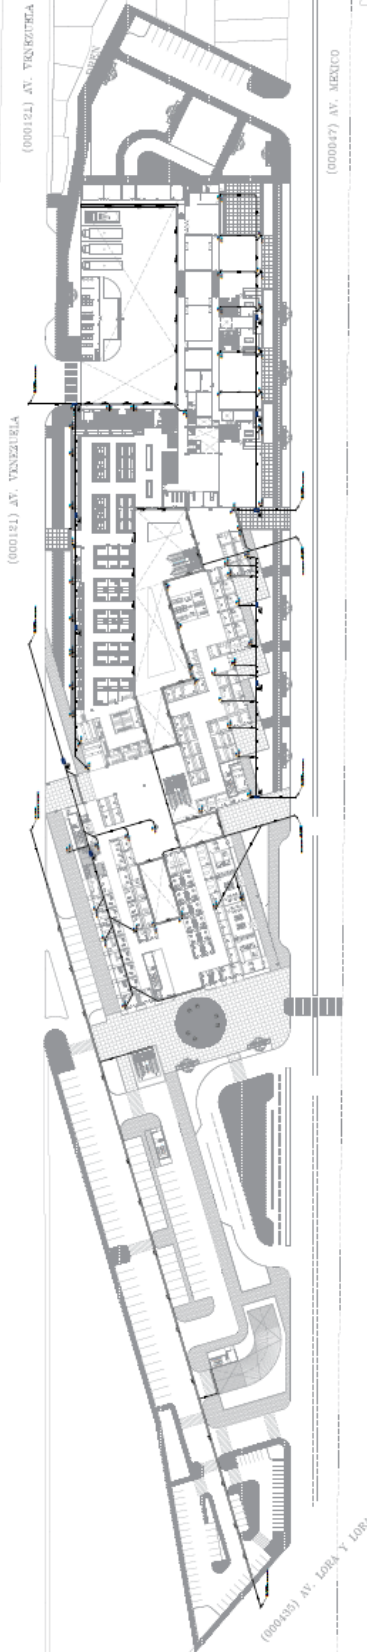 (000121) AV. VENEZUELA
(000047) AV. MEXICO
(000121) AV. VENEZUELA
(000435) AV. LORA Y LORA